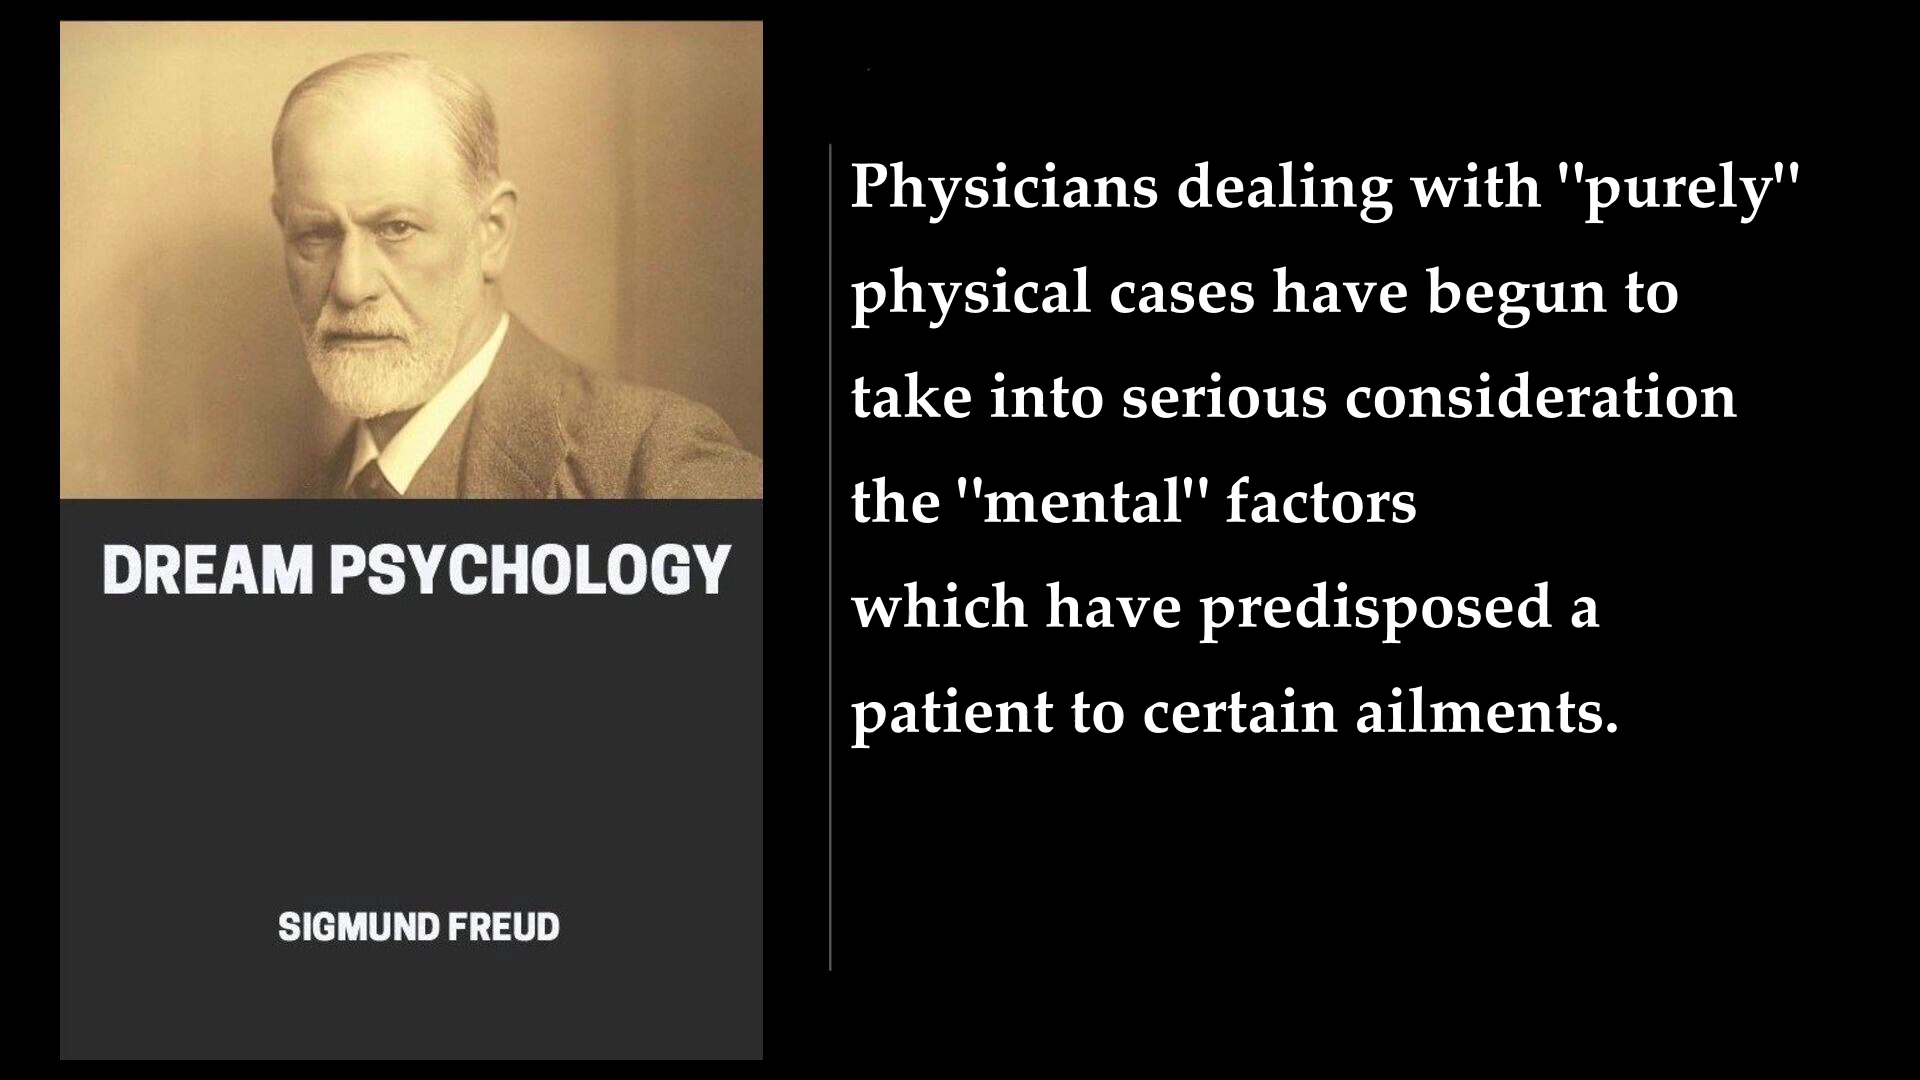 DREAM PSYCHOLOGY
SIGMUND FREUD
Physicians dealing with "purely"
physical cases have begun to
take into serious consideration
the "mental" factors
which have predisposed a
patient to certain ailments.